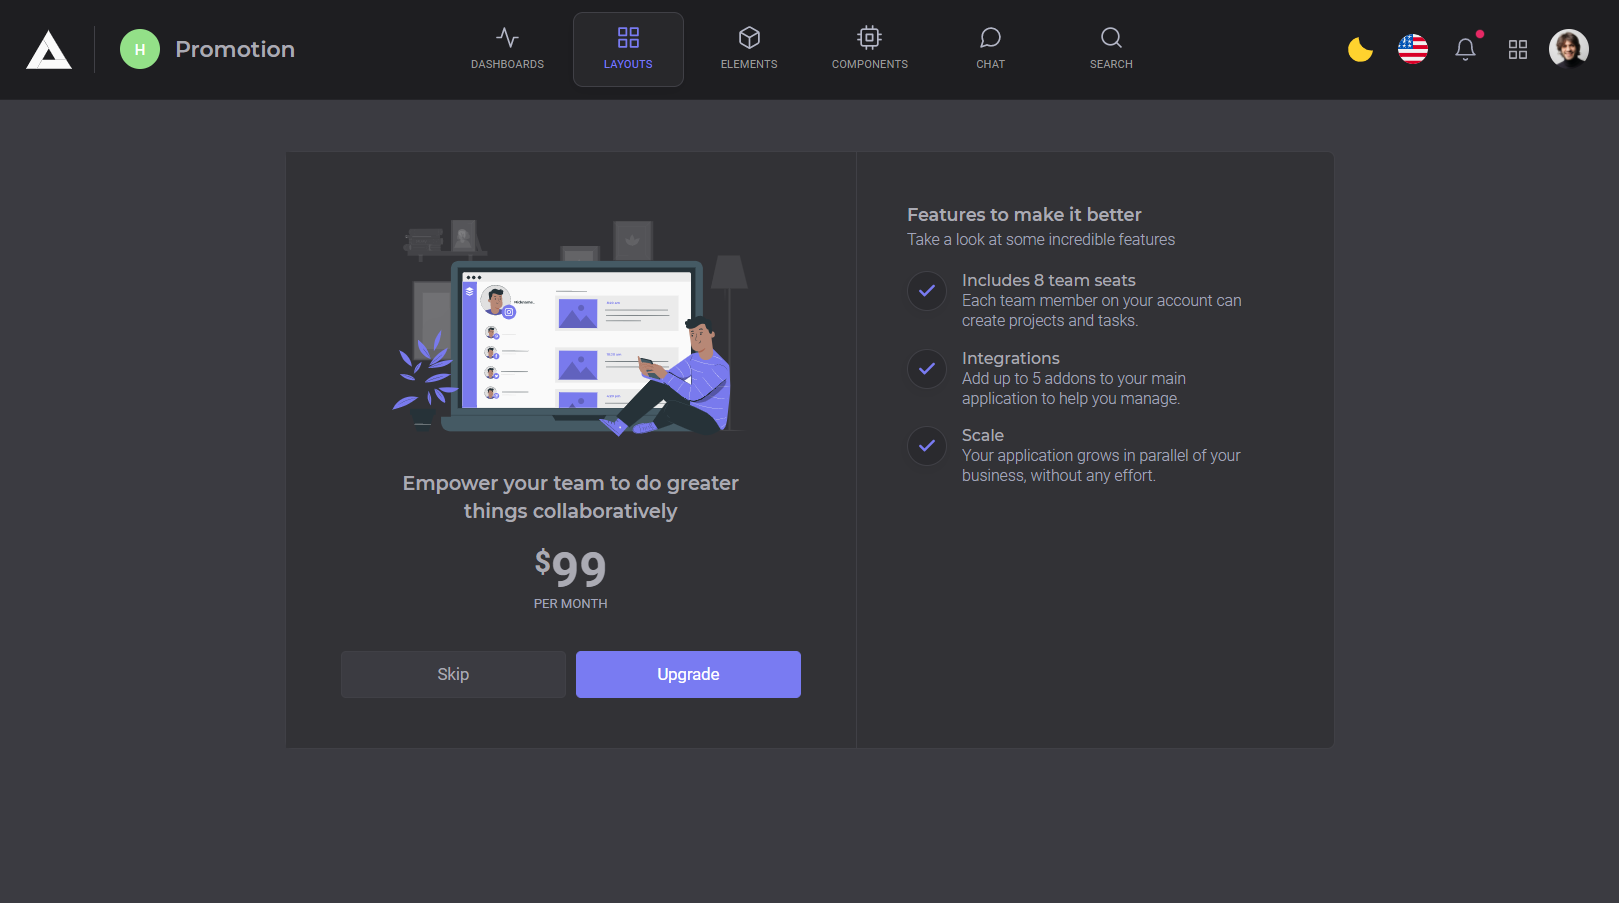 H
Promotion
DASHBOARDS
LAYOUTS
ELEMENTS
COMPONENTS
CHAT
SEARCH
Empower your team to do greater
things collaboratively
$99
PER MONTH
Skip
Upgrade
Features to make it better
Take a look at some incredible features
Includes 8 team seats
Each team member on your account can
create projects and tasks.
Integrations
Add up to 5 addons to your main
application to help you manage.
Scale
Your application grows in parallel of your
business, without any effort.